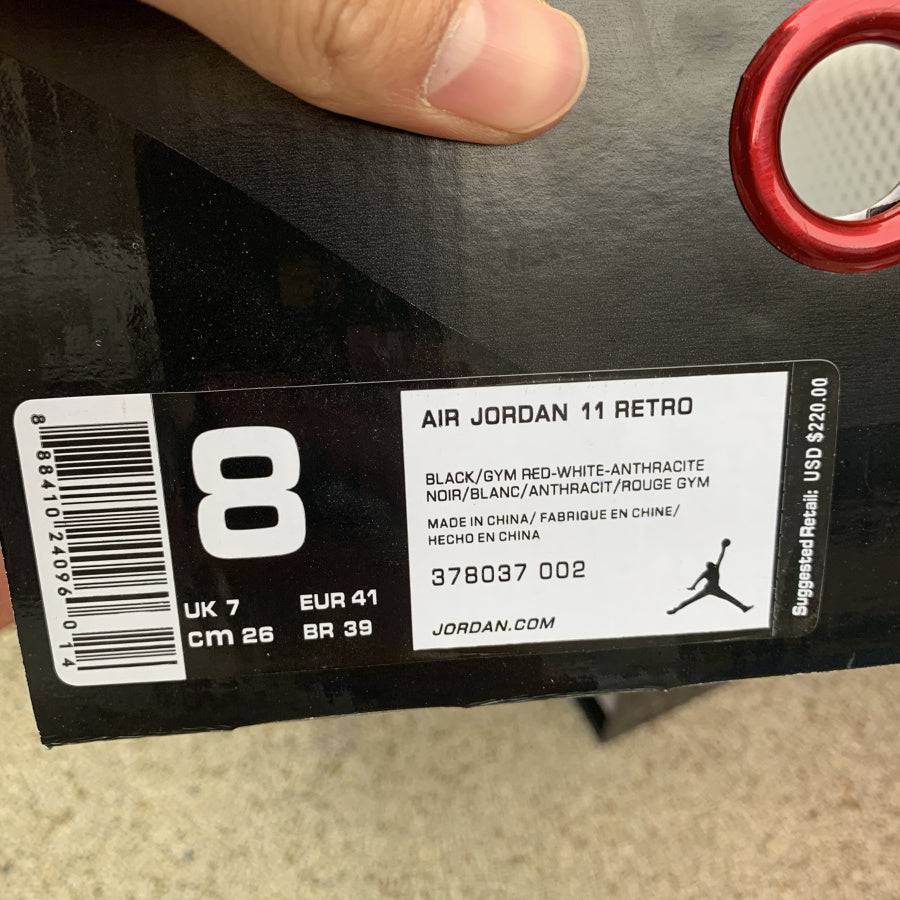 8 88410 24096 0 14
8
UK 7
EUR 41
cm 26
BR 39
AIR JORDAN 11 RETRO
BLACK/GYM RED-WHITE-ANTHRACITE
NOIR/BLANC/ANTHRACIT/ROUGE GYM
MADE IN CHINA/ FABRIQUE EN CHINE/
HECHO EN CHINA
378037 002
JORDAN.COM
Suggested Retail: USD $220.00